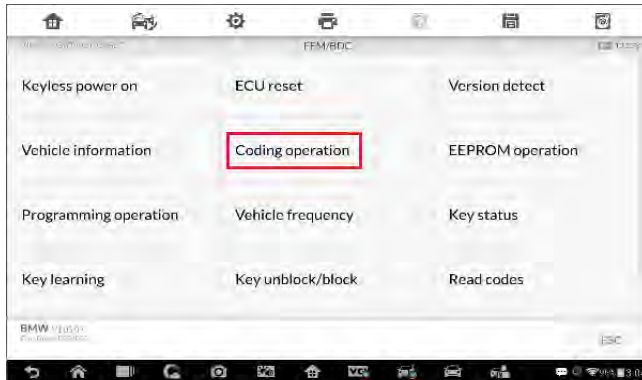 FEM/BDC
Keyless power on ECU reset Version detect
Vehicle information Coding operation EEPROM operation
Programming operation Vehicle frequency Key status
Key learning Key unblock/block Read codes
BMW
ESC